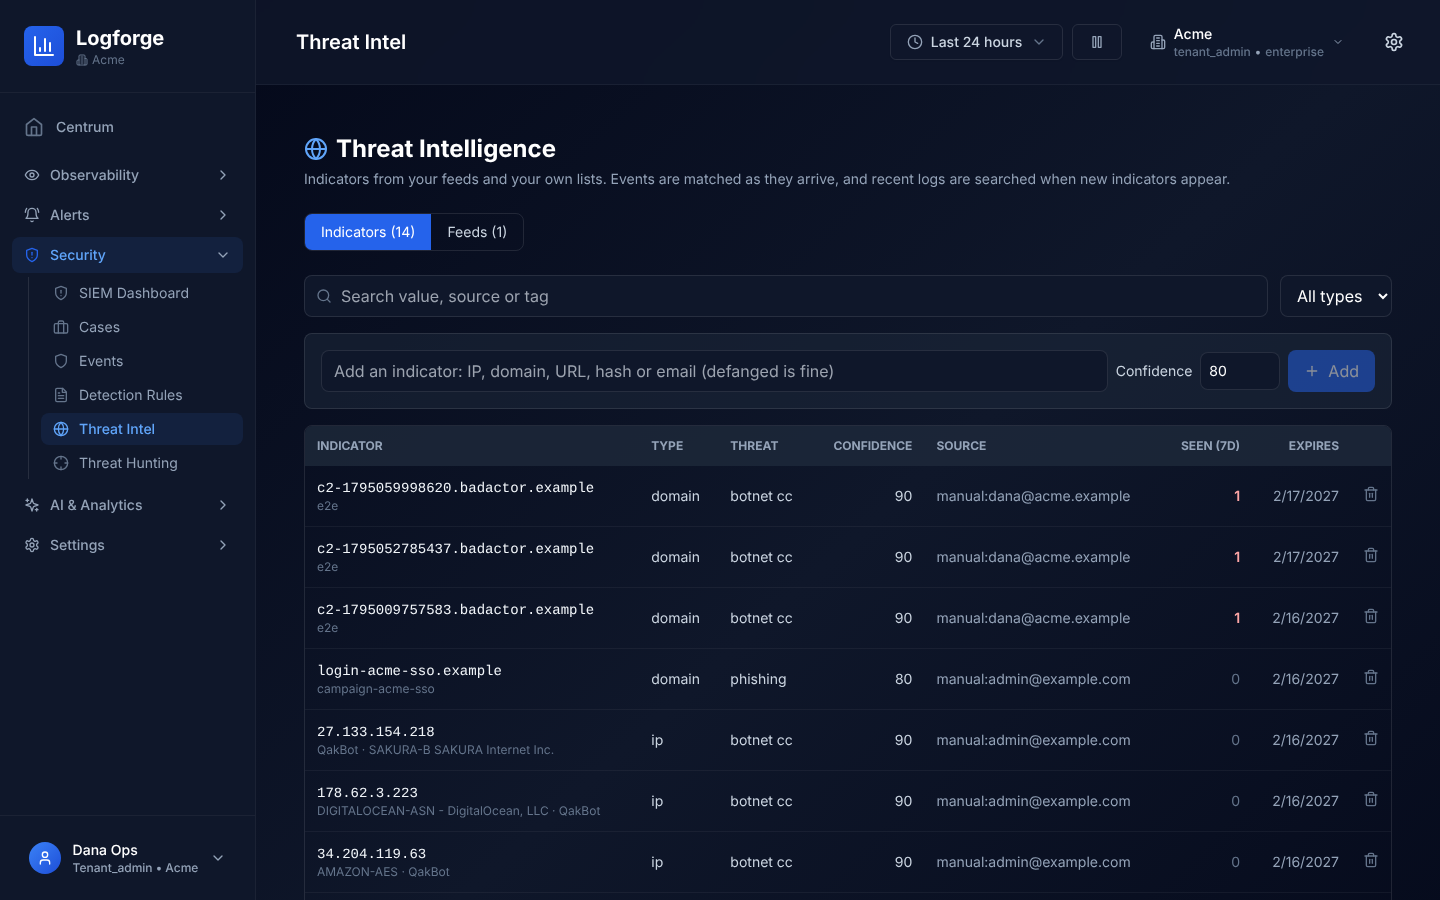 Logforge
Acme
Centrum
Observability
Alerts
Security
SIEM Dashboard
Cases
Events
Detection Rules
Threat Intel
Threat Hunting
AI & Analytics
Settings
Dana Ops
Tenant_admin • Acme
Threat Intel
Last 24 hours
Acme
tenant_admin • enterprise
Threat Intelligence
Indicators from your feeds and your own lists. Events are matched as they arrive, and recent logs are searched when new indicators appear.
Indicators (14) Feeds (1)
Search value, source or tag All types
Add an indicator: IP, domain, URL, hash or email (defanged is fine) Confidence 80 Add
INDICATOR TYPE THREAT CONFIDENCE SOURCE SEEN (7D) EXPIRES
c2-1795059998620.badactor.example domain botnet cc 90 manual:dana@acme.example 1 2/17/2027
e2e
c2-1795052785437.badactor.example domain botnet cc 90 manual:dana@acme.example 1 2/17/2027
e2e
c2-1795009757583.badactor.example domain botnet cc 90 manual:dana@acme.example 1 2/16/2027
e2e
login-acme-sso.example domain phishing 80 manual:admin@example.com 0 2/16/2027
campaign-acme-sso
27.133.154.218 ip botnet cc 90 manual:admin@example.com 0 2/16/2027
QakBot · SAKURA-B SAKURA Internet Inc.
178.62.3.223 ip botnet cc 90 manual:admin@example.com 0 2/16/2027
DIGITALOCEAN-ASN - DigitalOcean, LLC · QakBot
34.204.119.63 ip botnet cc 90 manual:admin@example.com 0 2/16/2027
AMAZON-AES · QakBot